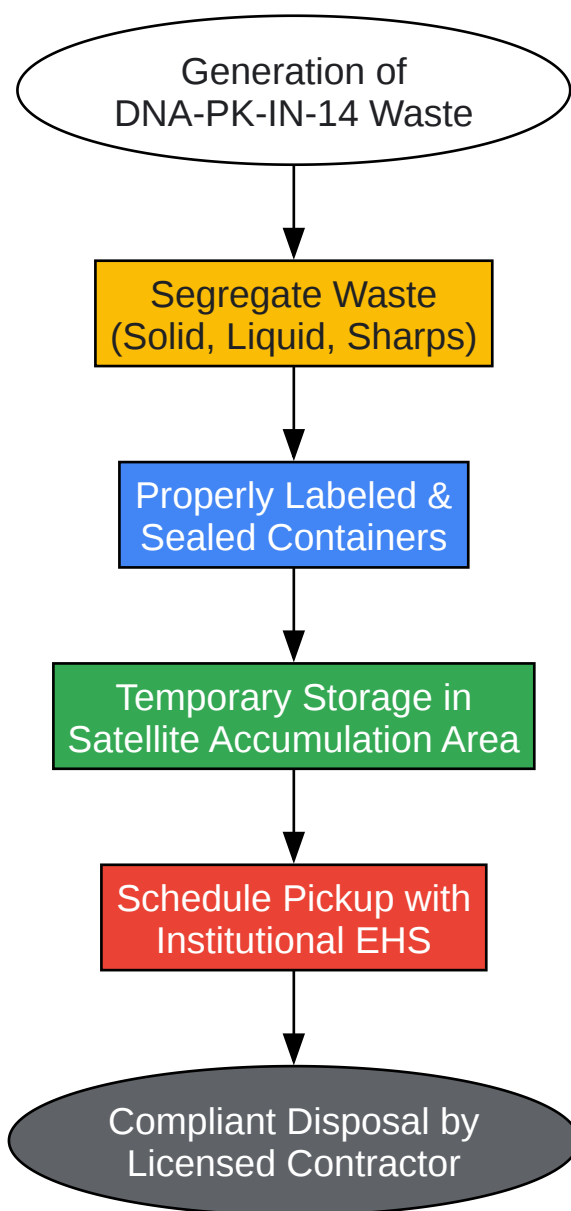 Generation of
DNA-PK-IN-14 Waste
Segregate Waste
(Solid, Liquid, Sharps)
Properly Labeled &
Sealed Containers
Temporary Storage in
Satellite Accumulation Area
Schedule Pickup with
Institutional EHS
Compliant Disposal by
Licensed Contractor